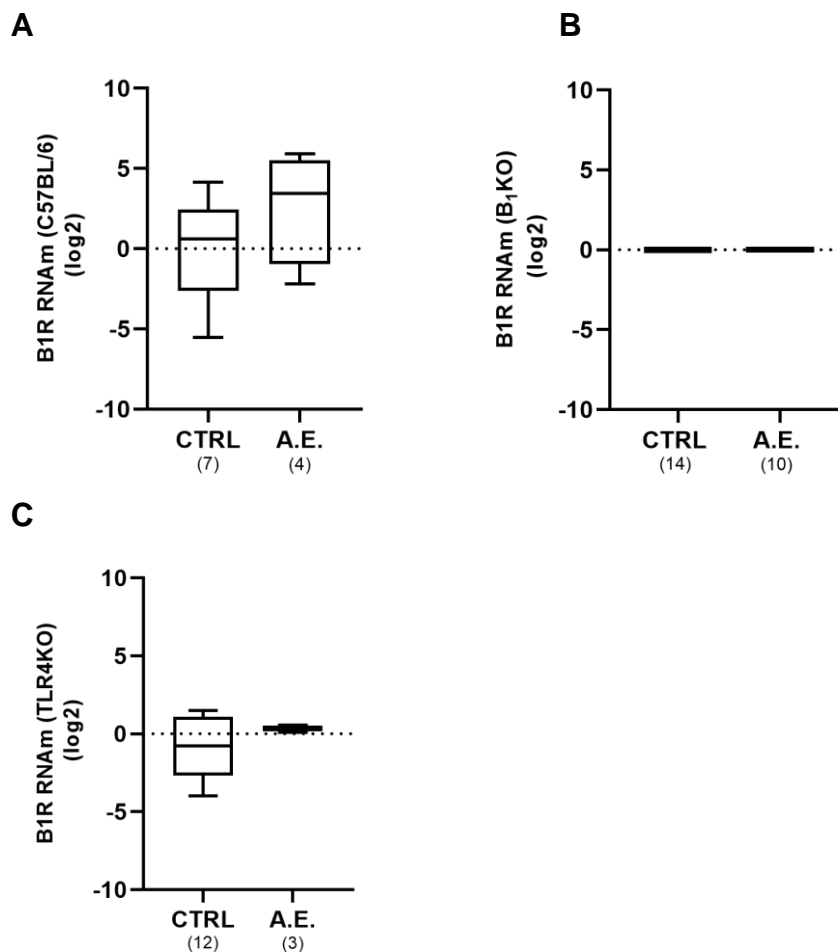 A
B1R RNAm (C57BL/6)
(log2)
10
5
0
-5
-10
CTRL
A.E.
(7)
(4)
B
B1R RNAm (B₁KO)
(log2)
10
5
0
-5
-10
CTRL
A.E.
(14)
(10)
C
B1R RNAm (TLR4KO)
(log2)
10
5
0
-5
-10
CTRL
A.E.
(12)
(3)